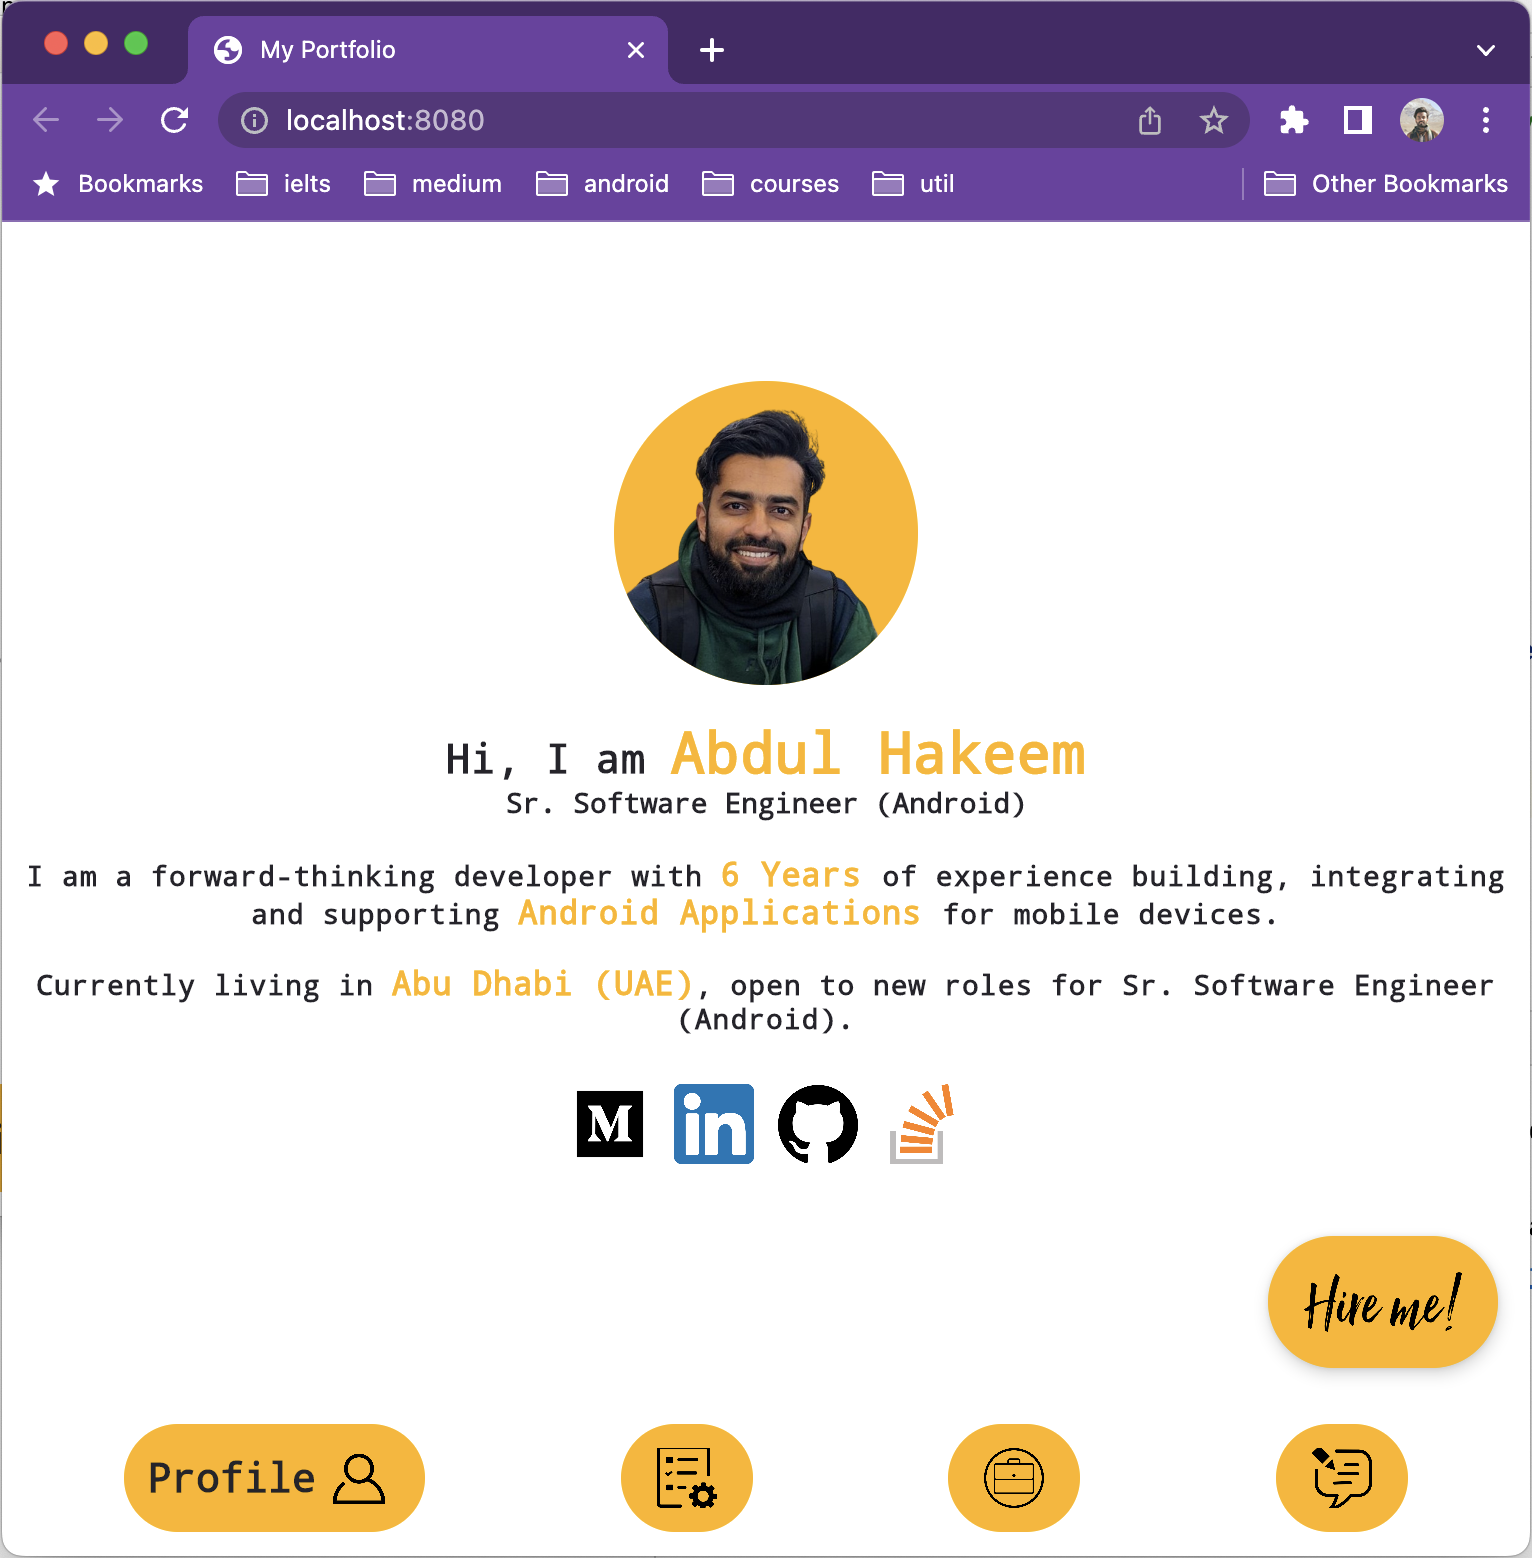 My Portfolio
localhost:8080
Bookmarks ielts medium android courses util Other Bookmarks
Hi, I am Abdul Hakeem
Sr. Software Engineer (Android)
I am a forward-thinking developer with 6 Years of experience building, integrating
and supporting Android Applications for mobile devices.
Currently living in Abu Dhabi (UAE), open to new roles for Sr. Software Engineer
(Android).
M in
Hire me!
Profile